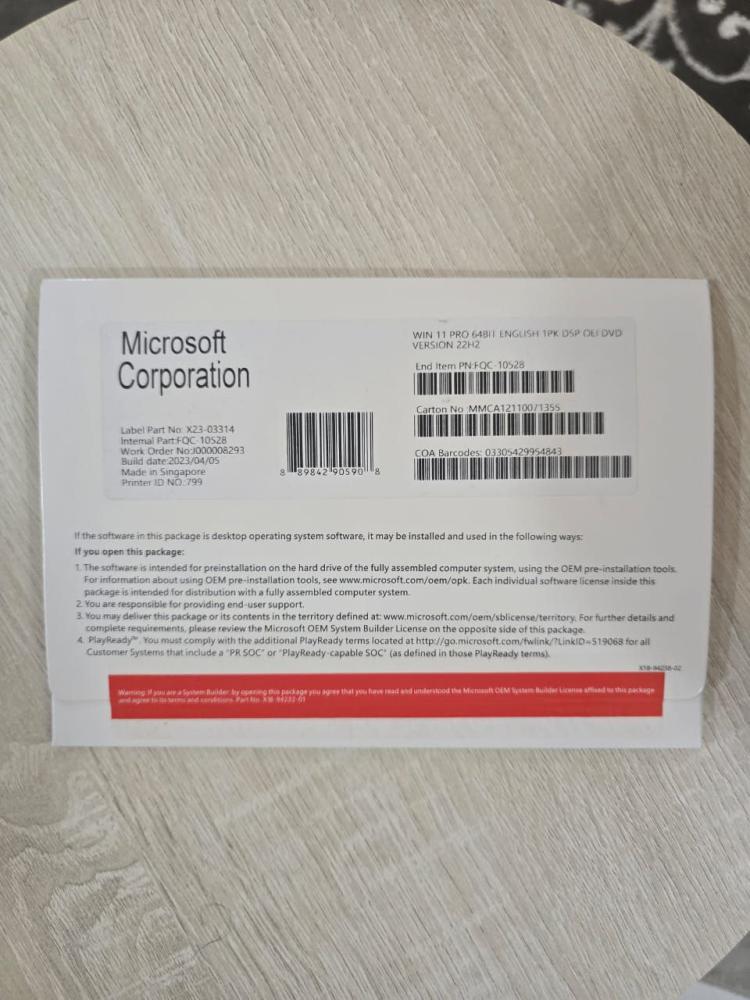 Microsoft
Corporation
Label Part No: X23-03314
Internal Part:FQC-10528
Work Order No:J000008293
Build date:2023/04/05
Made in Singapore
Printer ID NO.:799
8 89842 90590 8
WIN 11 PRO 64BIT ENGLISH 1PK DSP OEI DVD
VERSION 22H2
End Item PN:FQC-10528
Carton No :MMCA12110071355
COA Barcodes: 03305429954843
If the software in this package is desktop operating system software, it may be installed and used in the following ways:
If you open this package:
1. The software is intended for preinstallation on the hard drive of the fully assembled computer system, using the OEM pre-installation tools.
For information about using OEM pre-installation tools, see www.microsoft.com/oem/opk. Each individual software license inside this
package is intended for distribution with a fully assembled computer system.
2. You are responsible for providing end-user support.
3. You may deliver this package or its contents in the territory defined at: www.microsoft.com/oem/sblicense/territory. For further details and
complete requirements, please review the Microsoft OEM System Builder License on the opposite side of this package.
4. PlayReady™. You must comply with the additional PlayReady terms located at http://go.microsoft.com/fwlink/?LinkID=519068 for all
Customer Systems that include a "PR SOC" or "PlayReady-capable SOC" (as defined in those PlayReady terms).
X18-94258-02
Warning: If you are a System Builder: by opening this package you agree that you have read and understood the Microsoft OEM System Builder License affixed to this package
and agree to its terms and conditions. Part No. X18-94232-01